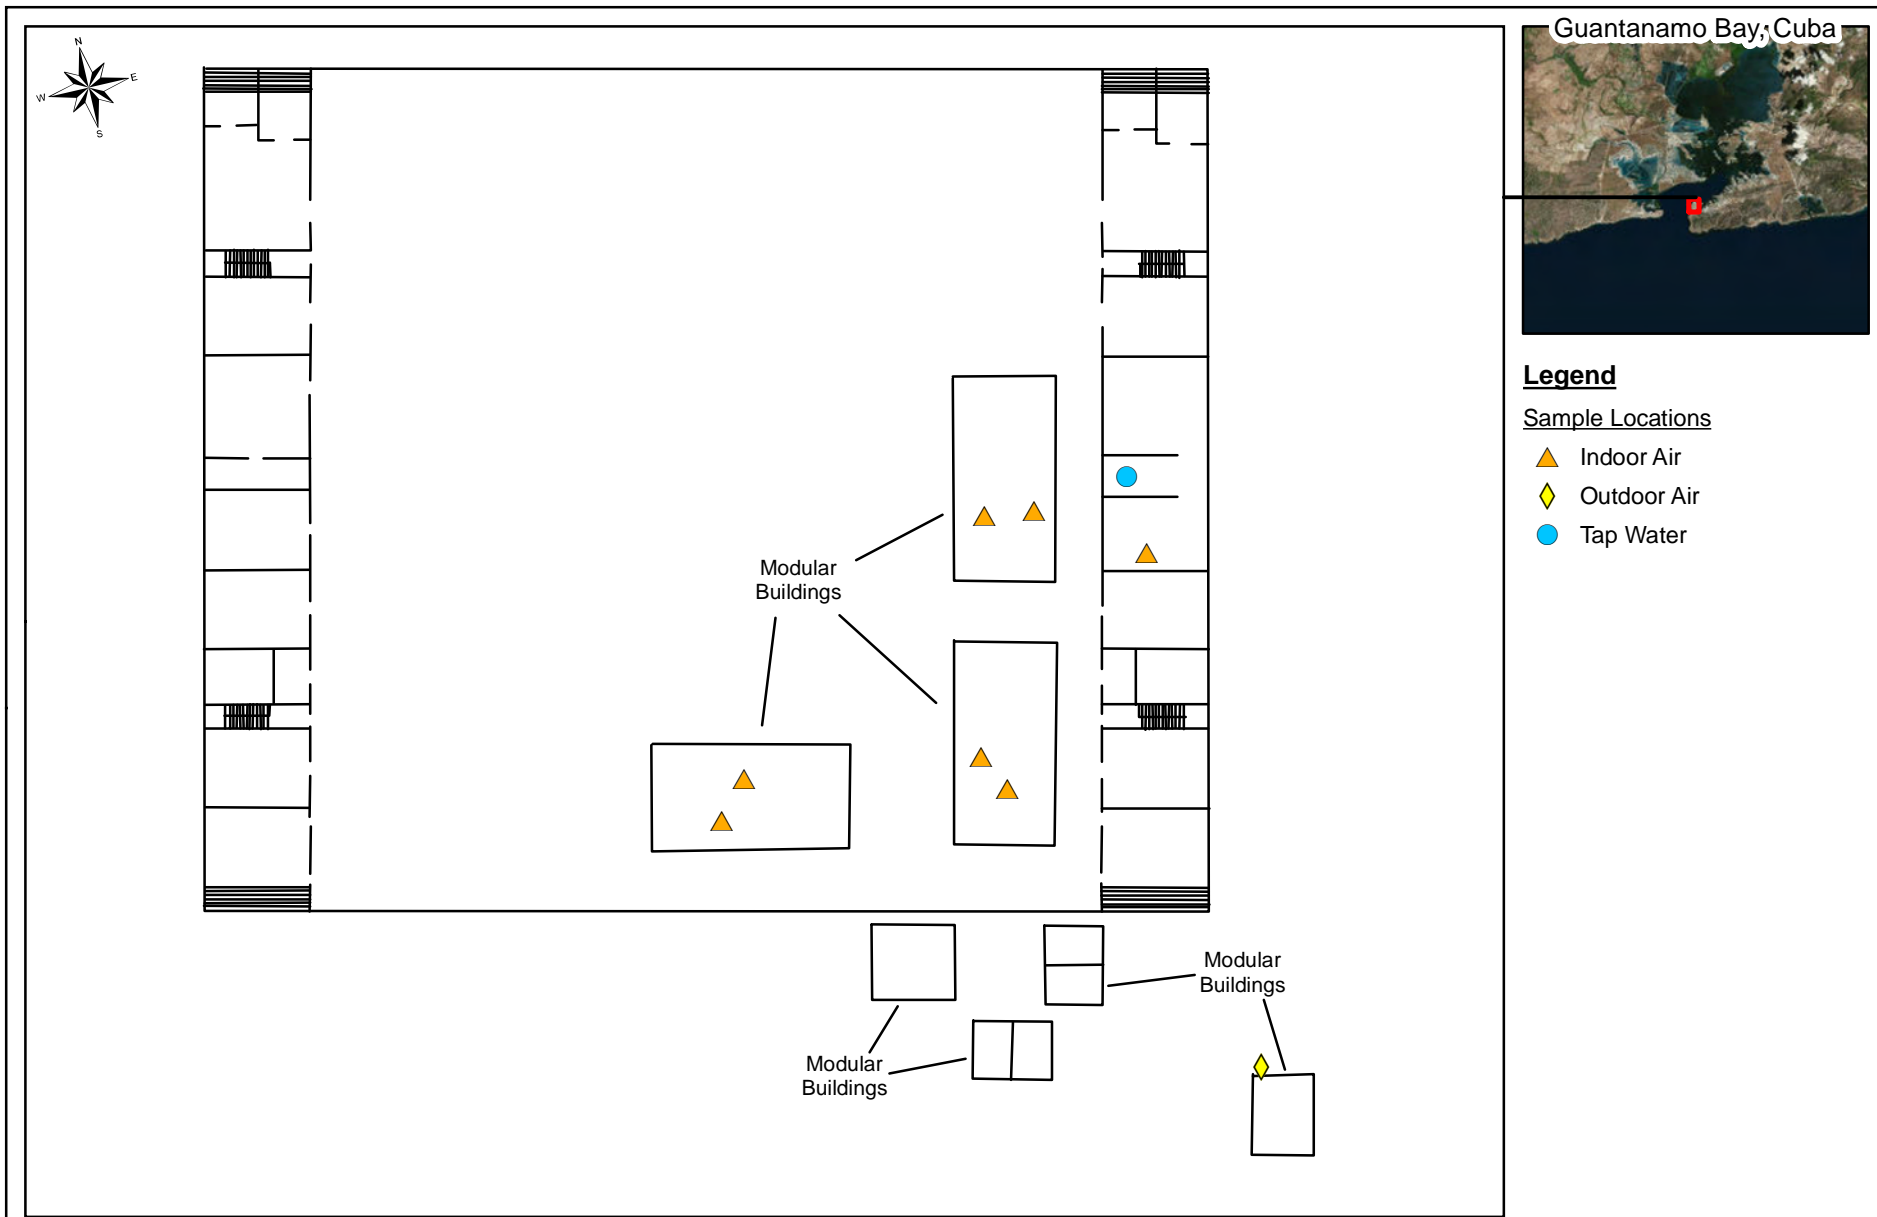 N
E
W
S
Guantanamo Bay, Cuba
Legend
Sample Locations
Indoor Air
Outdoor Air
Tap Water
Modular
Buildings
Modular
Buildings
Modular
Buildings